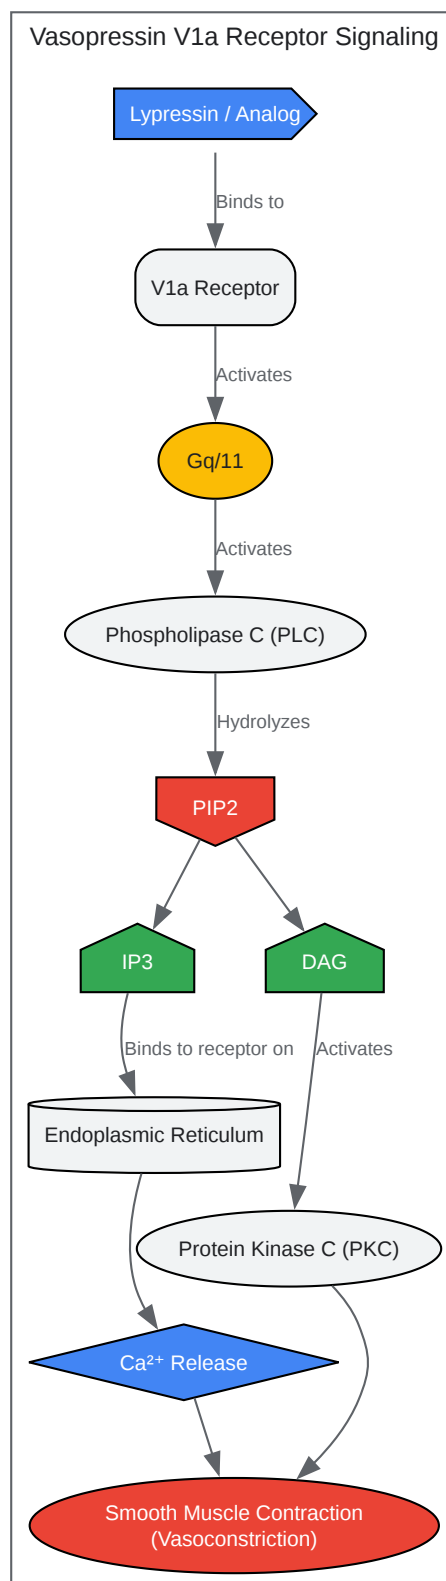 Vasopressin V1a Receptor Signaling
Lypressin / Analog
Binds to
V1a Receptor
Activates
Gq/11
Activates
Phospholipase C (PLC)
Hydrolyzes
PIP2
IP3
DAG
Binds to receptor on
Activates
Endoplasmic Reticulum
Protein Kinase C (PKC)
Ca²⁺ Release
Smooth Muscle Contraction
(Vasoconstriction)